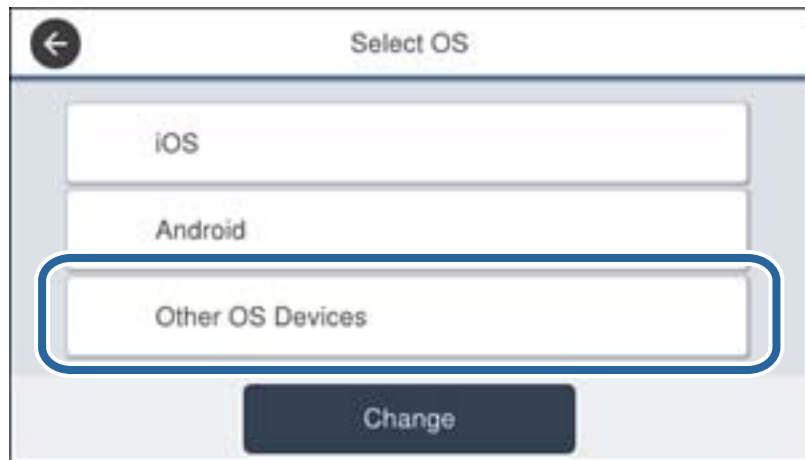 Select OS
iOS
Android
Other OS Devices
Change